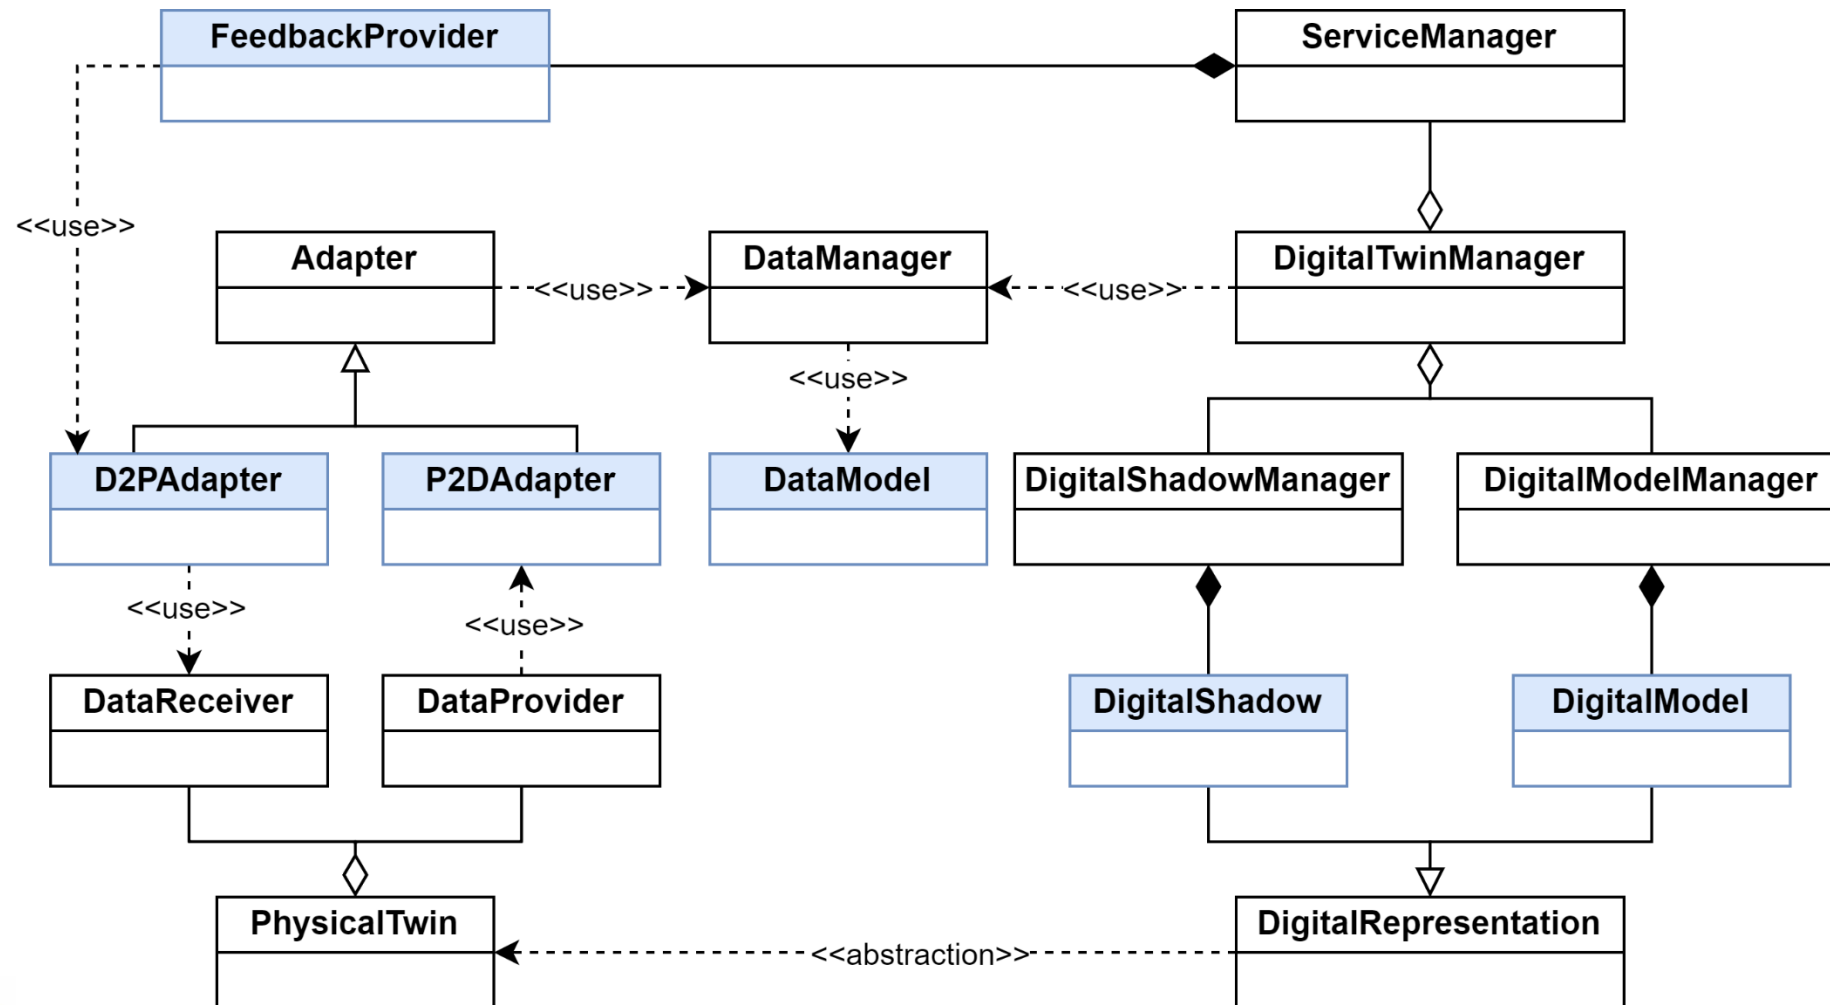 FeedbackProvider
ServiceManager
<<use>>
Adapter
DataManager
DigitalTwinManager
<<use>>
<<use>>
<<use>>
D2PAdapter
P2DAdapter
DataModel
DigitalShadowManager
DigitalModelManager
<<use>>
<<use>>
DataReceiver
DataProvider
DigitalShadow
DigitalModel
PhysicalTwin
DigitalRepresentation
<<abstraction>>